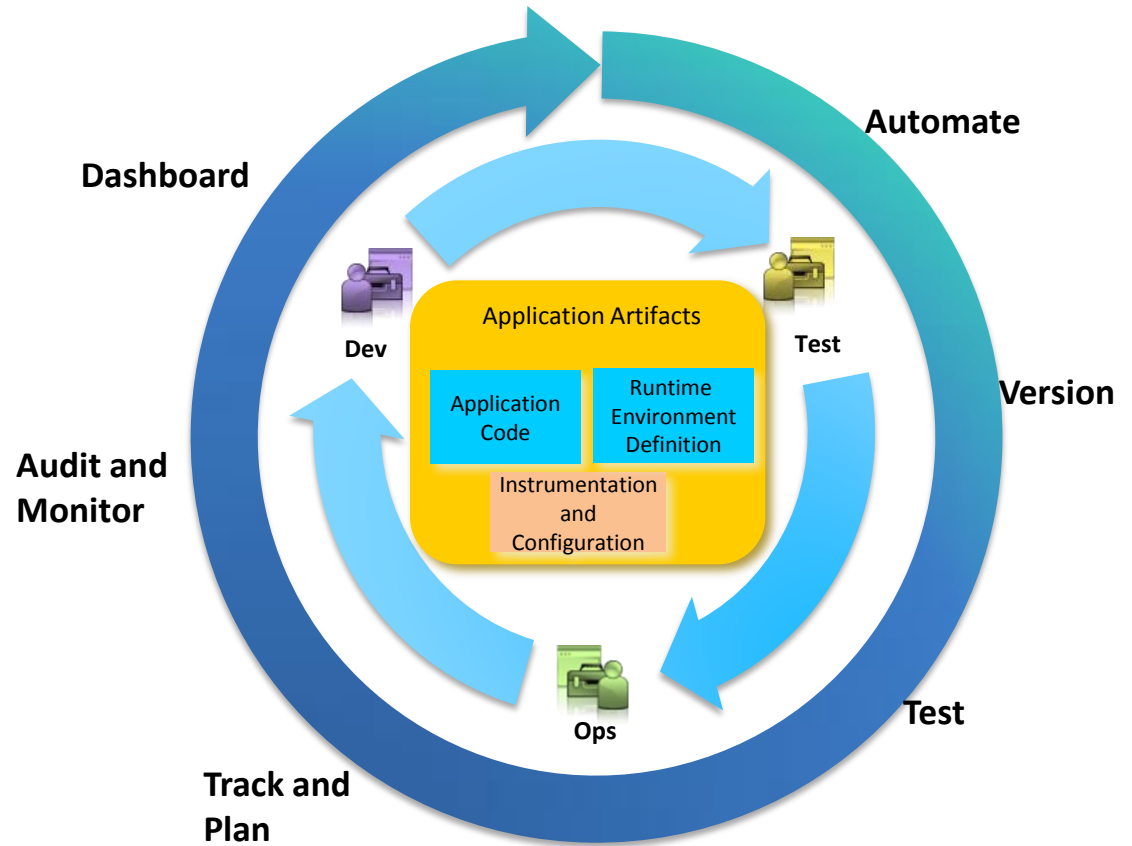 Automate
Dashboard
Application Artifacts
Dev
Test
Application
Code
Runtime
Environment
Definition
Version
Audit and
Monitor
Instrumentation
and
Configuration
Test
Ops
Track and
Plan